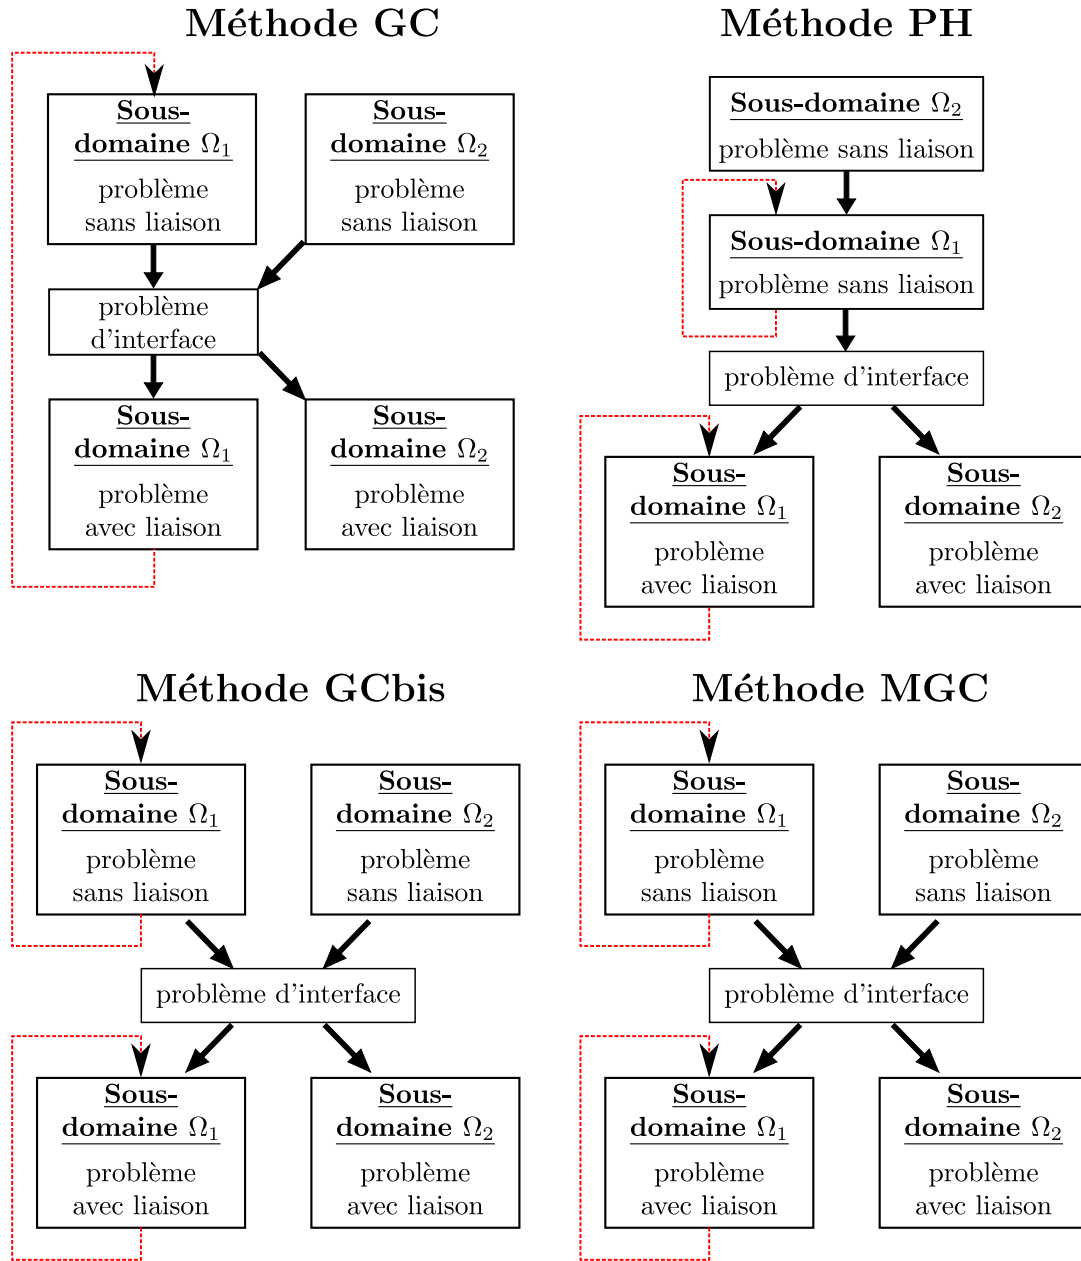 Méthode GC
Sous-
domaine Ω₁
problème
sans liaison
Sous-
domaine Ω₂
problème
sans liaison
problème
d'interface
Sous-
domaine Ω₁
problème
avec liaison
Sous-
domaine Ω₂
problème
avec liaison
Méthode PH
Sous-domaine Ω₂
problème sans liaison
Sous-domaine Ω₁
problème sans liaison
problème d'interface
Sous-
domaine Ω₁
problème
avec liaison
Sous-
domaine Ω₂
problème
avec liaison
Méthode GCbis
Sous-
domaine Ω₁
problème
sans liaison
Sous-
domaine Ω₂
problème
sans liaison
problème d'interface
Sous-
domaine Ω₁
problème
avec liaison
Sous-
domaine Ω₂
problème
avec liaison
Méthode MGC
Sous-
domaine Ω₁
problème
sans liaison
Sous-
domaine Ω₂
problème
sans liaison
problème d'interface
Sous-
domaine Ω₁
problème
avec liaison
Sous-
domaine Ω₂
problème
avec liaison